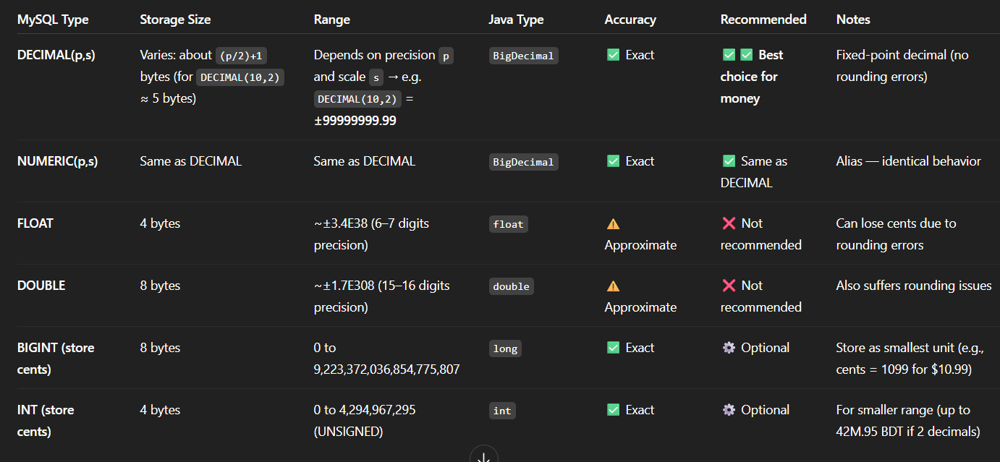 MySQL Type Storage Size Range Java Type Accuracy Recommended Notes
DECIMAL(p,s) Varies: about (p/2)+1 Depends on precision p BigDecimal ✅ Exact ✅✅ Best Fixed-point decimal (no
bytes (for DECIMAL(10,2) and scale s → e.g. choice for rounding errors)
≈ 5 bytes) DECIMAL(10,2) = money
±99999999.99
NUMERIC(p,s) Same as DECIMAL Same as DECIMAL BigDecimal ✅ Exact ✅ Same as Alias — identical behavior
DECIMAL
FLOAT 4 bytes ~±3.4E38 (6–7 digits float ⚠️ ❌ Not Can lose cents due to
precision) Approximate recommended rounding errors
DOUBLE 8 bytes ~±1.7E308 (15–16 digits double ⚠️ ❌ Not Also suffers rounding issues
precision) Approximate recommended
BIGINT (store 8 bytes 0 to long ✅ Exact ⚙️ Optional Store as smallest unit (e.g.,
cents) 9,223,372,036,854,775,807 cents = 1099 for $10.99)
INT (store 4 bytes 0 to 4,294,967,295 int ✅ Exact ⚙️ Optional For smaller range (up to
cents) (UNSIGNED) 42M.95 BDT if 2 decimals)